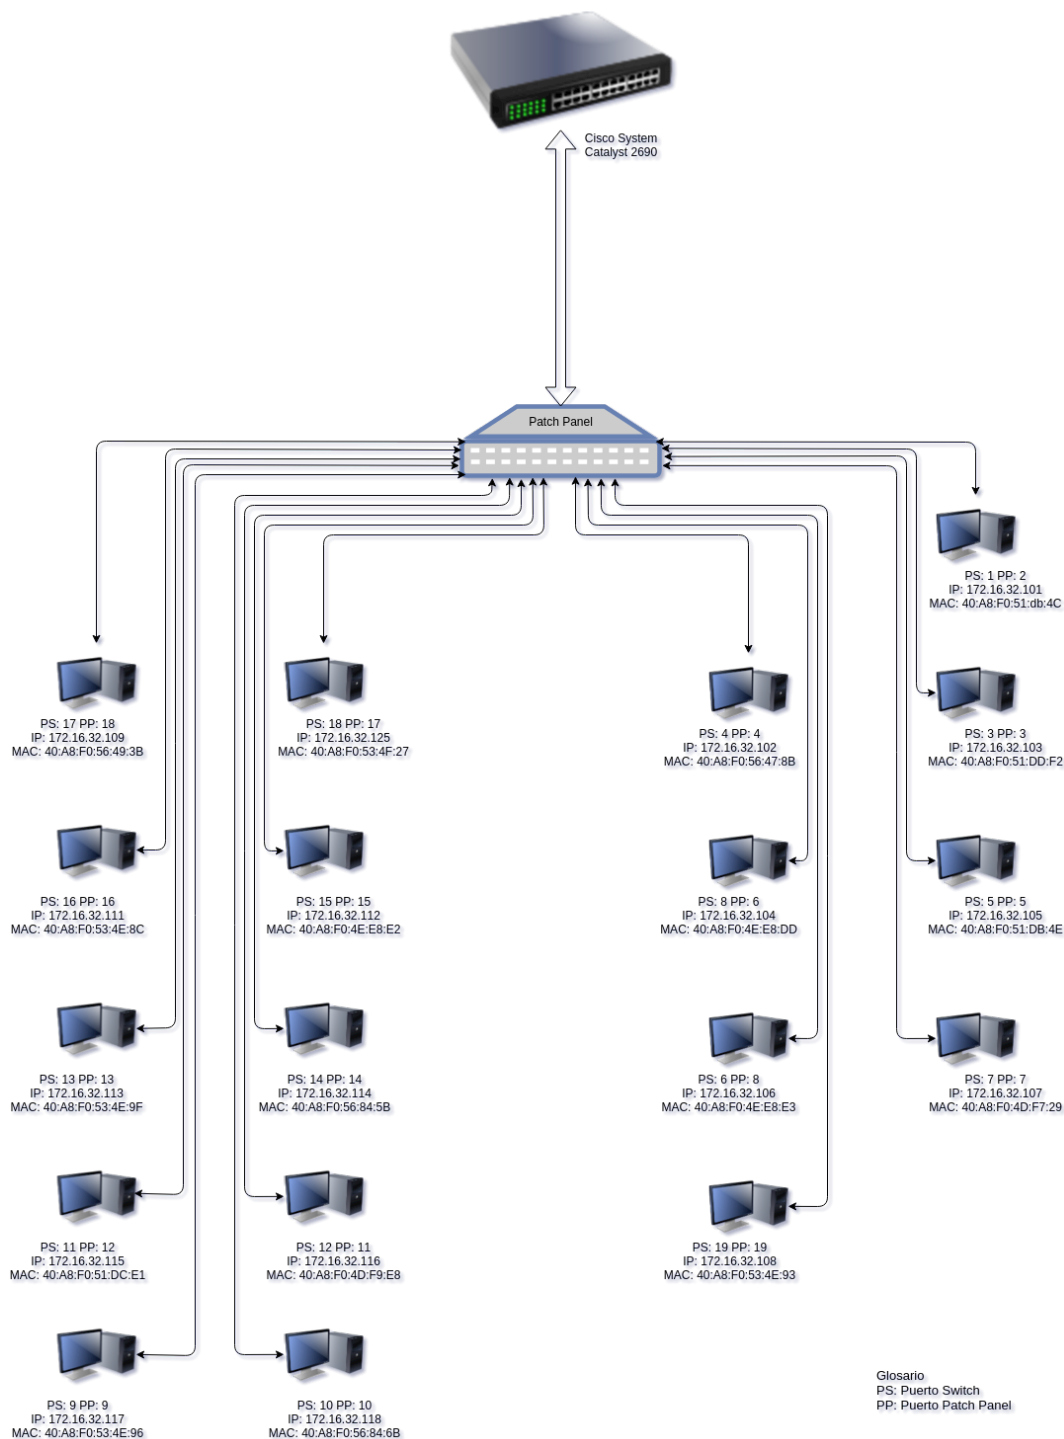 Cisco System
Catalyst 2690
Patch Panel
PS: 1 PP: 2
IP: 172.16.32.101
MAC: 40:A8:F0:51:db:4C
PS: 17 PP: 18
IP: 172.16.32.109
MAC: 40:A8:F0:56:49:3B
PS: 18 PP: 17
IP: 172.16.32.125
MAC: 40:A8:F0:53:4F:27
PS: 4 PP: 4
IP: 172.16.32.102
MAC: 40:A8:F0:56:47:8B
PS: 3 PP: 3
IP: 172.16.32.103
MAC: 40:A8:F0:51:DD:F2
PS: 16 PP: 16
IP: 172.16.32.111
MAC: 40:A8:F0:53:4E:8C
PS: 15 PP: 15
IP: 172.16.32.112
MAC: 40:A8:F0:4E:E8:E2
PS: 8 PP: 6
IP: 172.16.32.104
MAC: 40:A8:F0:4E:E8:DD
PS: 5 PP: 5
IP: 172.16.32.105
MAC: 40:A8:F0:51:DB:4E
PS: 13 PP: 13
IP: 172.16.32.113
MAC: 40:A8:F0:53:4E:9F
PS: 14 PP: 14
IP: 172.16.32.114
MAC: 40:A8:F0:56:84:5B
PS: 6 PP: 8
IP: 172.16.32.106
MAC: 40:A8:F0:4E:E8:E3
PS: 7 PP: 7
IP: 172.16.32.107
MAC: 40:A8:F0:4D:F7:29
PS: 11 PP: 12
IP: 172.16.32.115
MAC: 40:A8:F0:51:DC:E1
PS: 12 PP: 11
IP: 172.16.32.116
MAC: 40:A8:F0:4D:F9:E8
PS: 19 PP: 19
IP: 172.16.32.108
MAC: 40:A8:F0:53:4E:93
PS: 9 PP: 9
IP: 172.16.32.117
MAC: 40:A8:F0:53:4E:96
PS: 10 PP: 10
IP: 172.16.32.118
MAC: 40:A8:F0:56:84:6B
Glosario
PS: Puerto Switch
PP: Puerto Patch Panel